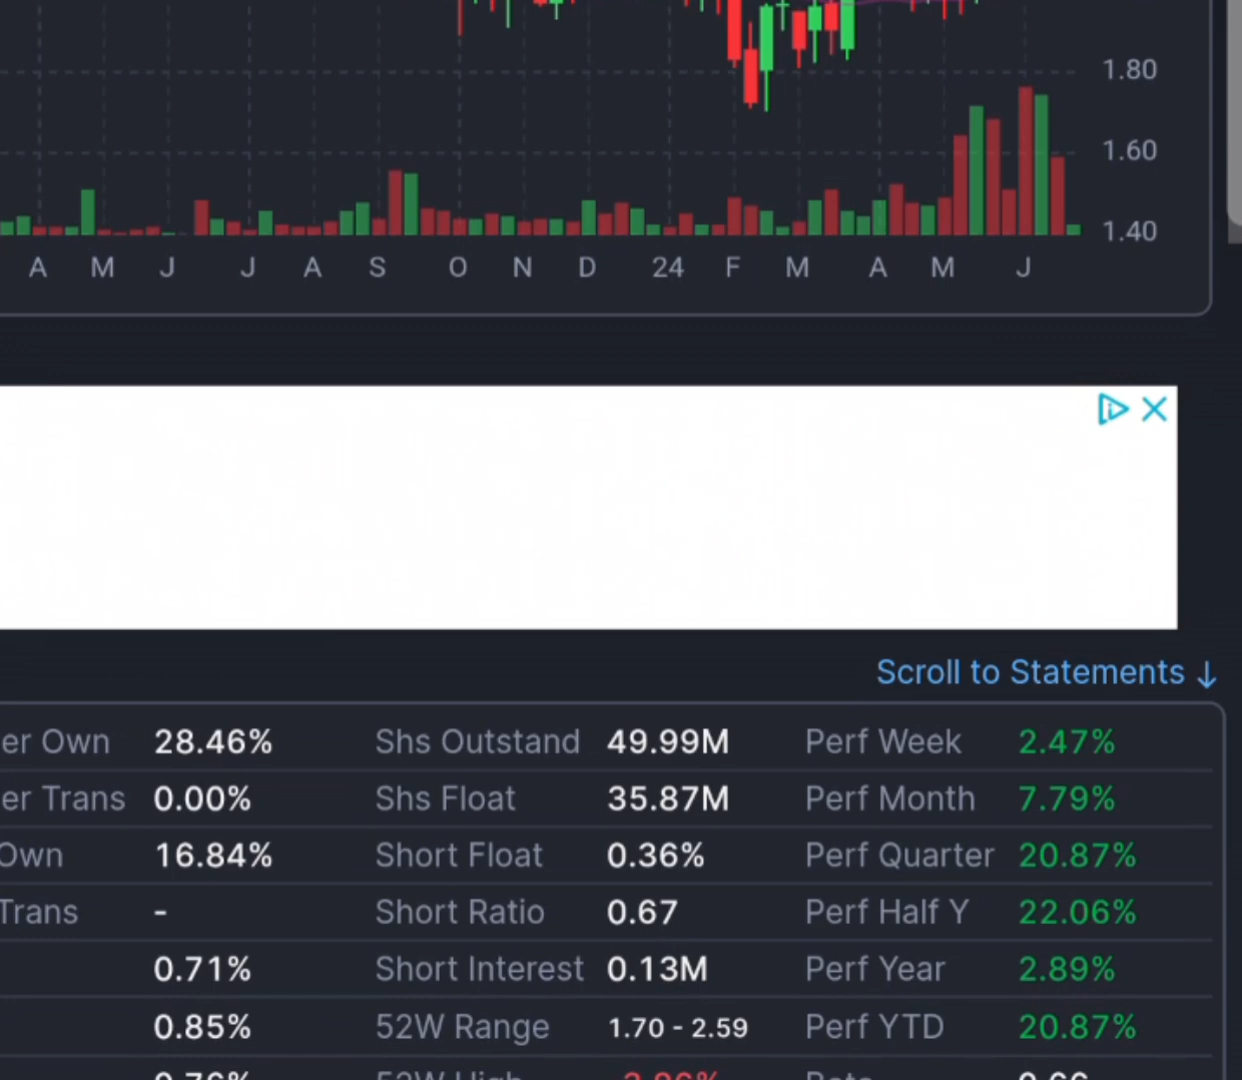 1.80
1.60
1.40
A M J J A S O N D 24 F M A M J
Scroll to Statements ↓
er Own 28.46% Shs Outstand 49.99M Perf Week 2.47%
er Trans 0.00% Shs Float 35.87M Perf Month 7.79%
Own 16.84% Short Float 0.36% Perf Quarter 20.87%
Trans - Short Ratio 0.67 Perf Half Y 22.06%
0.71% Short Interest 0.13M Perf Year 2.89%
0.85% 52W Range 1.70 - 2.59 Perf YTD 20.87%
52W High